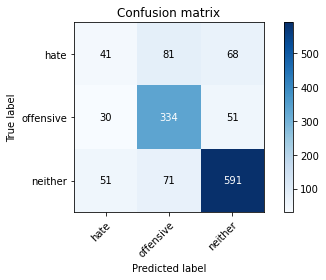 Confusion matrix
hate 41 81 68
offensive 30 334 51
neither 51 71 591
hate offensive neither
Predicted label
True label
500
400
300
200
100